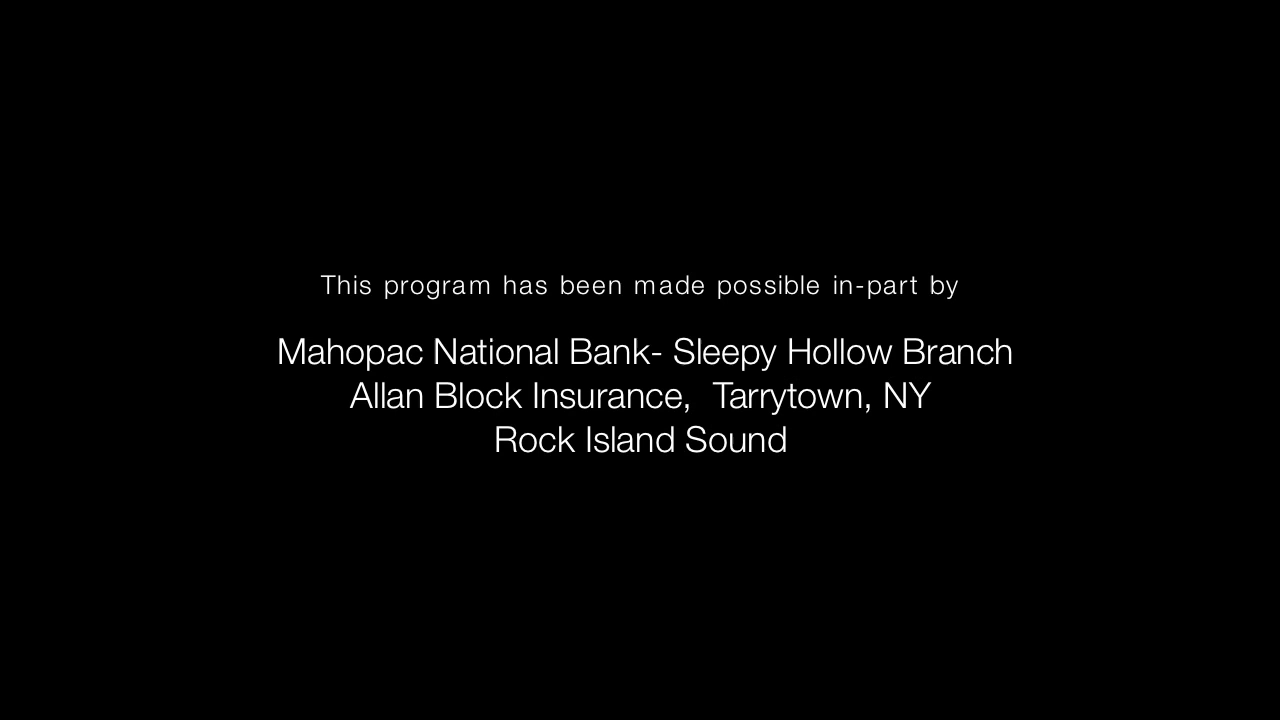 This program has been made possible in-part by
Mahopac National Bank- Sleepy Hollow Branch
Allan Block Insurance,  Tarrytown, NY
Rock Island Sound